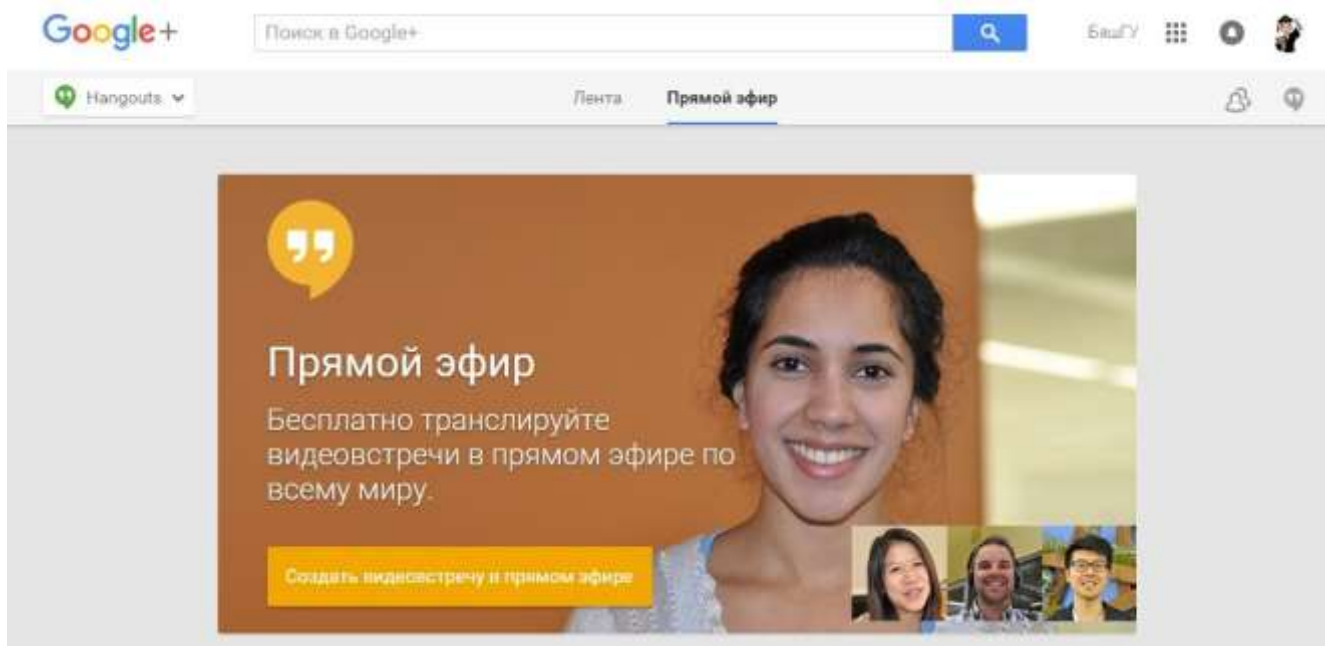 Google+
Поиск в Google+
БашГУ
Hangouts
Лента
Прямой эфир
Прямой эфир
Бесплатно транслируйте
видеовстречи в прямом эфире по
всему миру.
Создать видеовстречу в прямом эфире